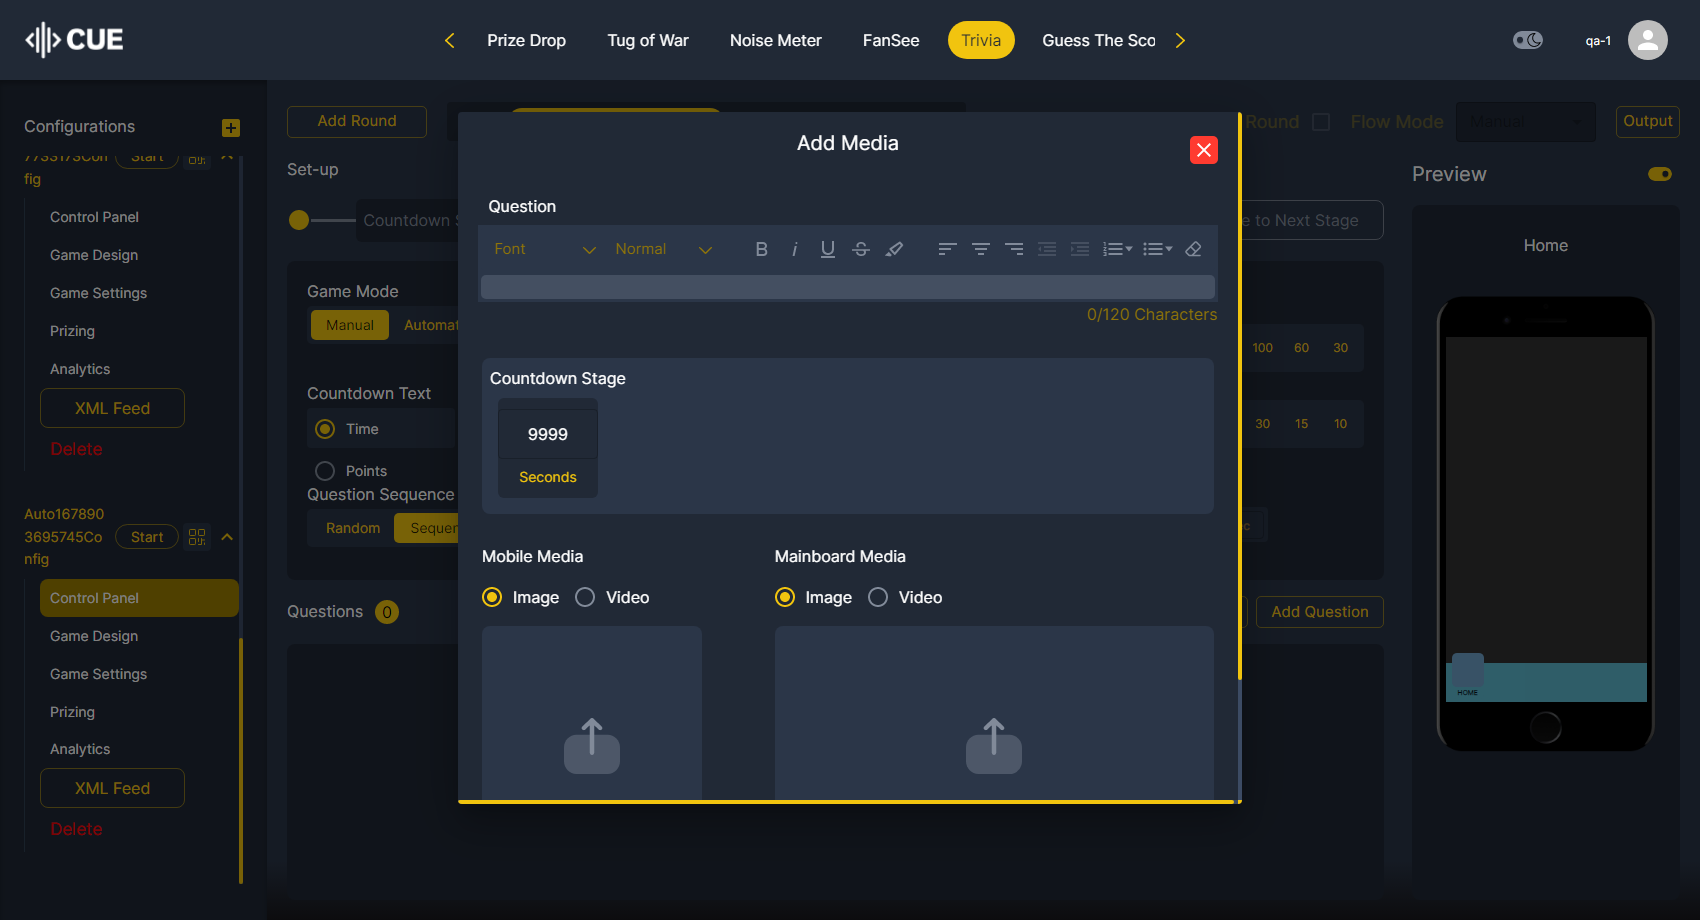 CUE
Prize Drop
Tug of War
Noise Meter
FanSee
Trivia
Guess The Sco
qa-1
Configurations
fig
Control Panel
Game Design
Game Settings
Prizing
Analytics
XML Feed
Delete
Auto167890
3695745Co
nfig
Start
Control Panel
Game Design
Game Settings
Prizing
Analytics
XML Feed
Delete
Add Round
Round
Flow Mode
Manual
Output
Set-up
Countdown S
e to Next Stage
Game Mode
Manual
Automat
Countdown Text
Time
Points
Question Sequence
Random
Sequen
100 60 30
30 15 10
Questions 0
Add Question
Add Media
Question
Font
Normal
B i U S
0/120 Characters
Countdown Stage
9999
Seconds
Mobile Media
Image
Video
Mainboard Media
Image
Video
Preview
Home
HOME